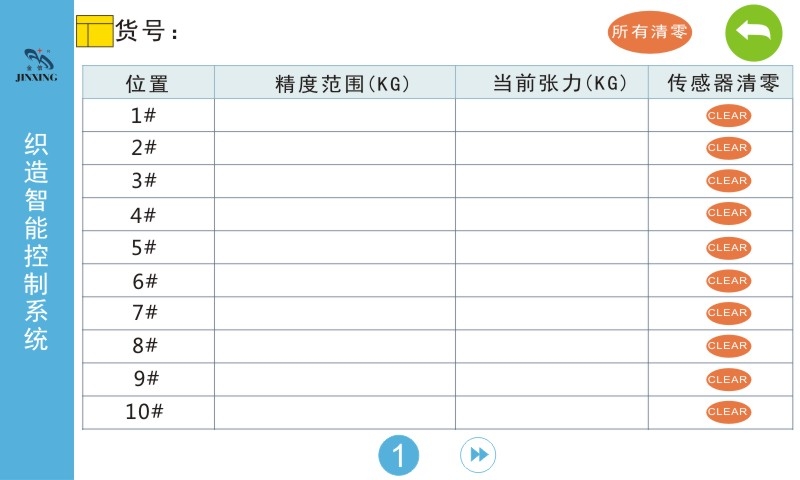 货号：
所有清零
JINXING
织造智能控制系统
位置 精度范围(KG) 当前张力(KG) 传感器清零
1# CLEAR
2# CLEAR
3# CLEAR
4# CLEAR
5# CLEAR
6# CLEAR
7# CLEAR
8# CLEAR
9# CLEAR
10# CLEAR
1